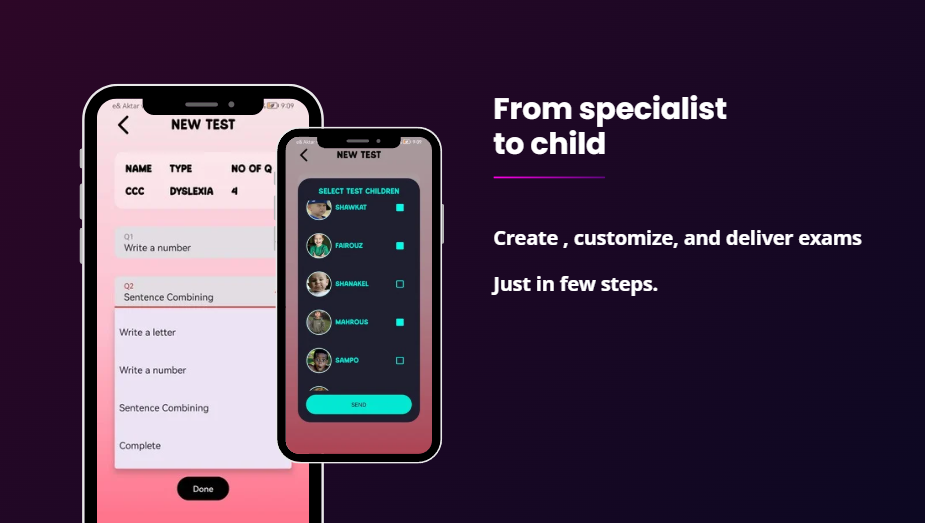 e& Aktar
9:09
NEW TEST
NAME TYPE NO OF Q
CCC DYSLEXIA 4
Q1
Write a number
Q2
Sentence Combining
Write a letter
Write a number
Sentence Combining
Complete
Done
NEW TEST
SELECT TEST CHILDREN
SHAWKAT
FAIROUZ
SHANAKEL
MAHROUS
SAMPO
SEND
From specialist
to child
Create , customize, and deliver exams
Just in few steps.